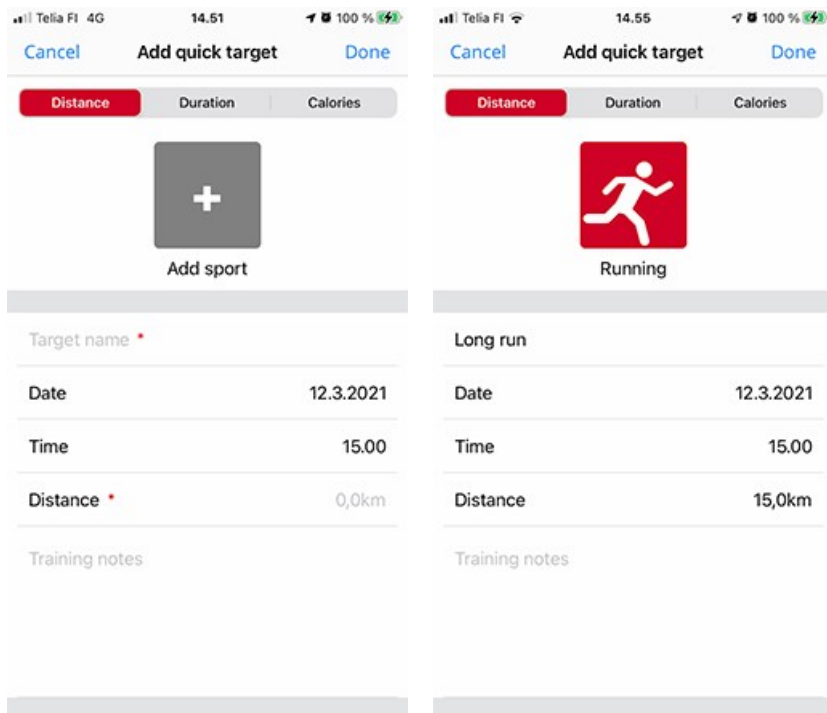 Telia FI 4G 14.51 100 %
Cancel Add quick target Done
Distance Duration Calories
+
Add sport
Target name *
Date 12.3.2021
Time 15.00
Distance * 0,0km
Training notes
Telia FI 14.55 100 %
Cancel Add quick target Done
Distance Duration Calories
Running
Long run
Date 12.3.2021
Time 15.00
Distance 15,0km
Training notes